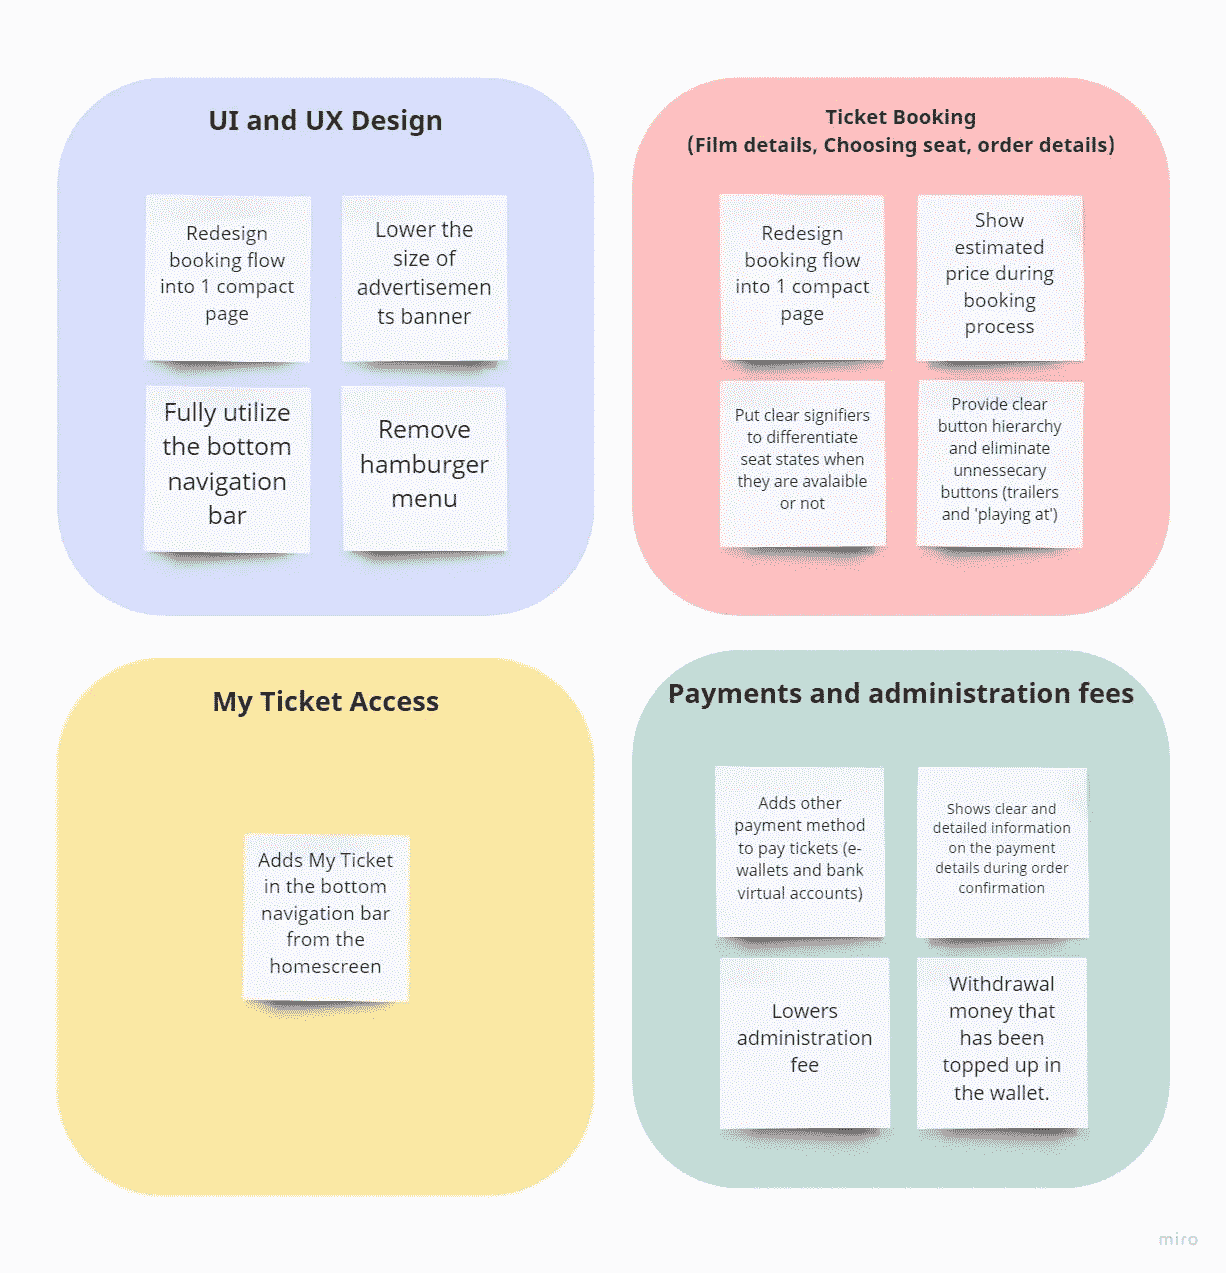 UI and UX Design
Redesign
booking flow
into 1 compact
page
Lower the
size of
advertisemen
ts banner
Fully utilize
the bottom
navigation
bar
Remove
hamburger
menu
Ticket Booking
(Film details, Choosing seat, order details)
Redesign
booking flow
into 1 compact
page
Show
estimated
price during
booking
process
Put clear signifiers
to differentiate
seat states when
they are avalaible
or not
Provide clear
button hierarchy
and eliminate
unnessecary
buttons (trailers
and 'playing at')
My Ticket Access
Adds My Ticket
in the bottom
navigation bar
from the
homescreen
Payments and administration fees
Adds other
payment method
to pay tickets (e-
wallets and bank
virtual accounts)
Shows clear and
detailed information
on the payment
details during order
confirmation
Lowers
administration
fee
Withdrawal
money that
has been
topped up in
the wallet.
miro